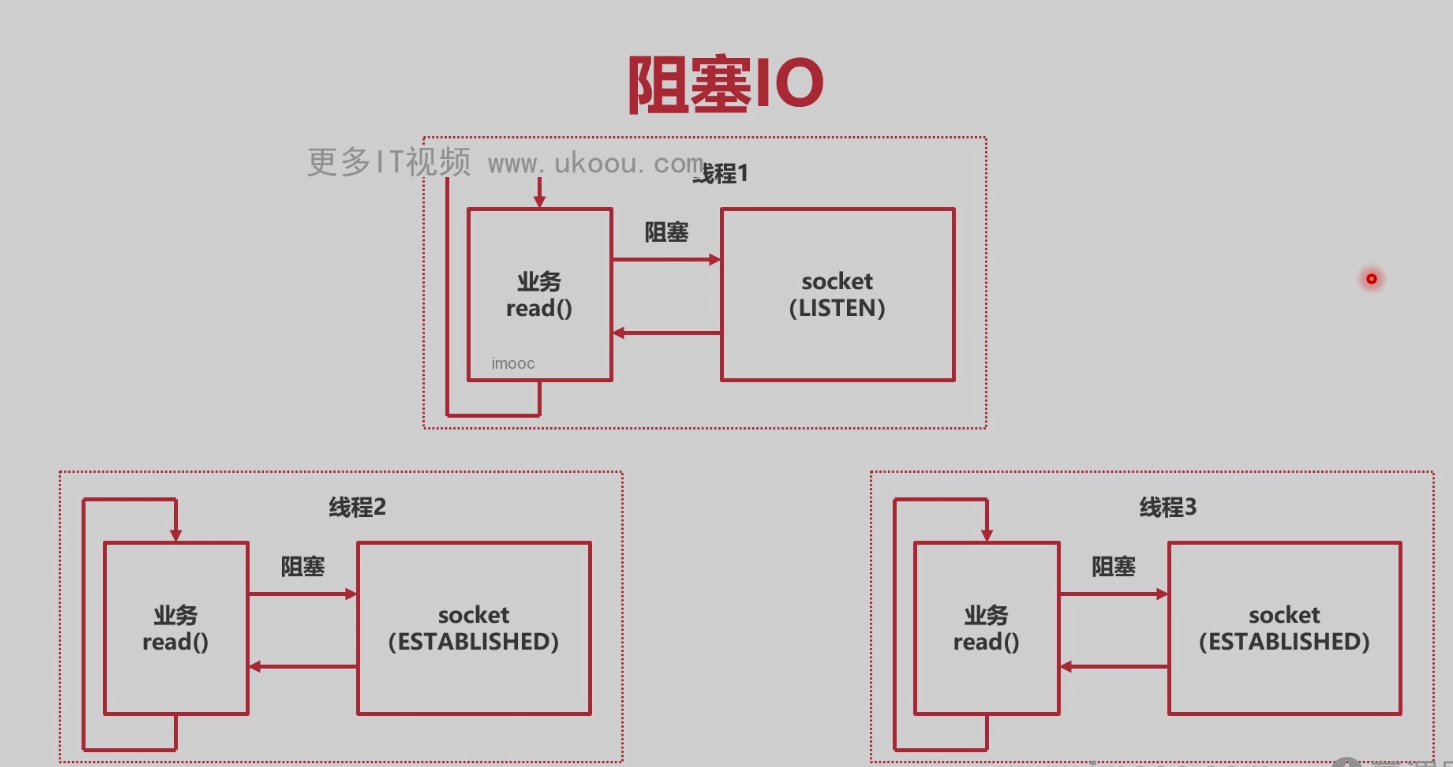 阻塞IO
更多IT视频 www.ukoou.com
线程1
阻塞
业务
read()
socket
(LISTEN)
imooc
线程2
阻塞
业务
read()
socket
(ESTABLISHED)
线程3
阻塞
业务
read()
socket
(ESTABLISHED)